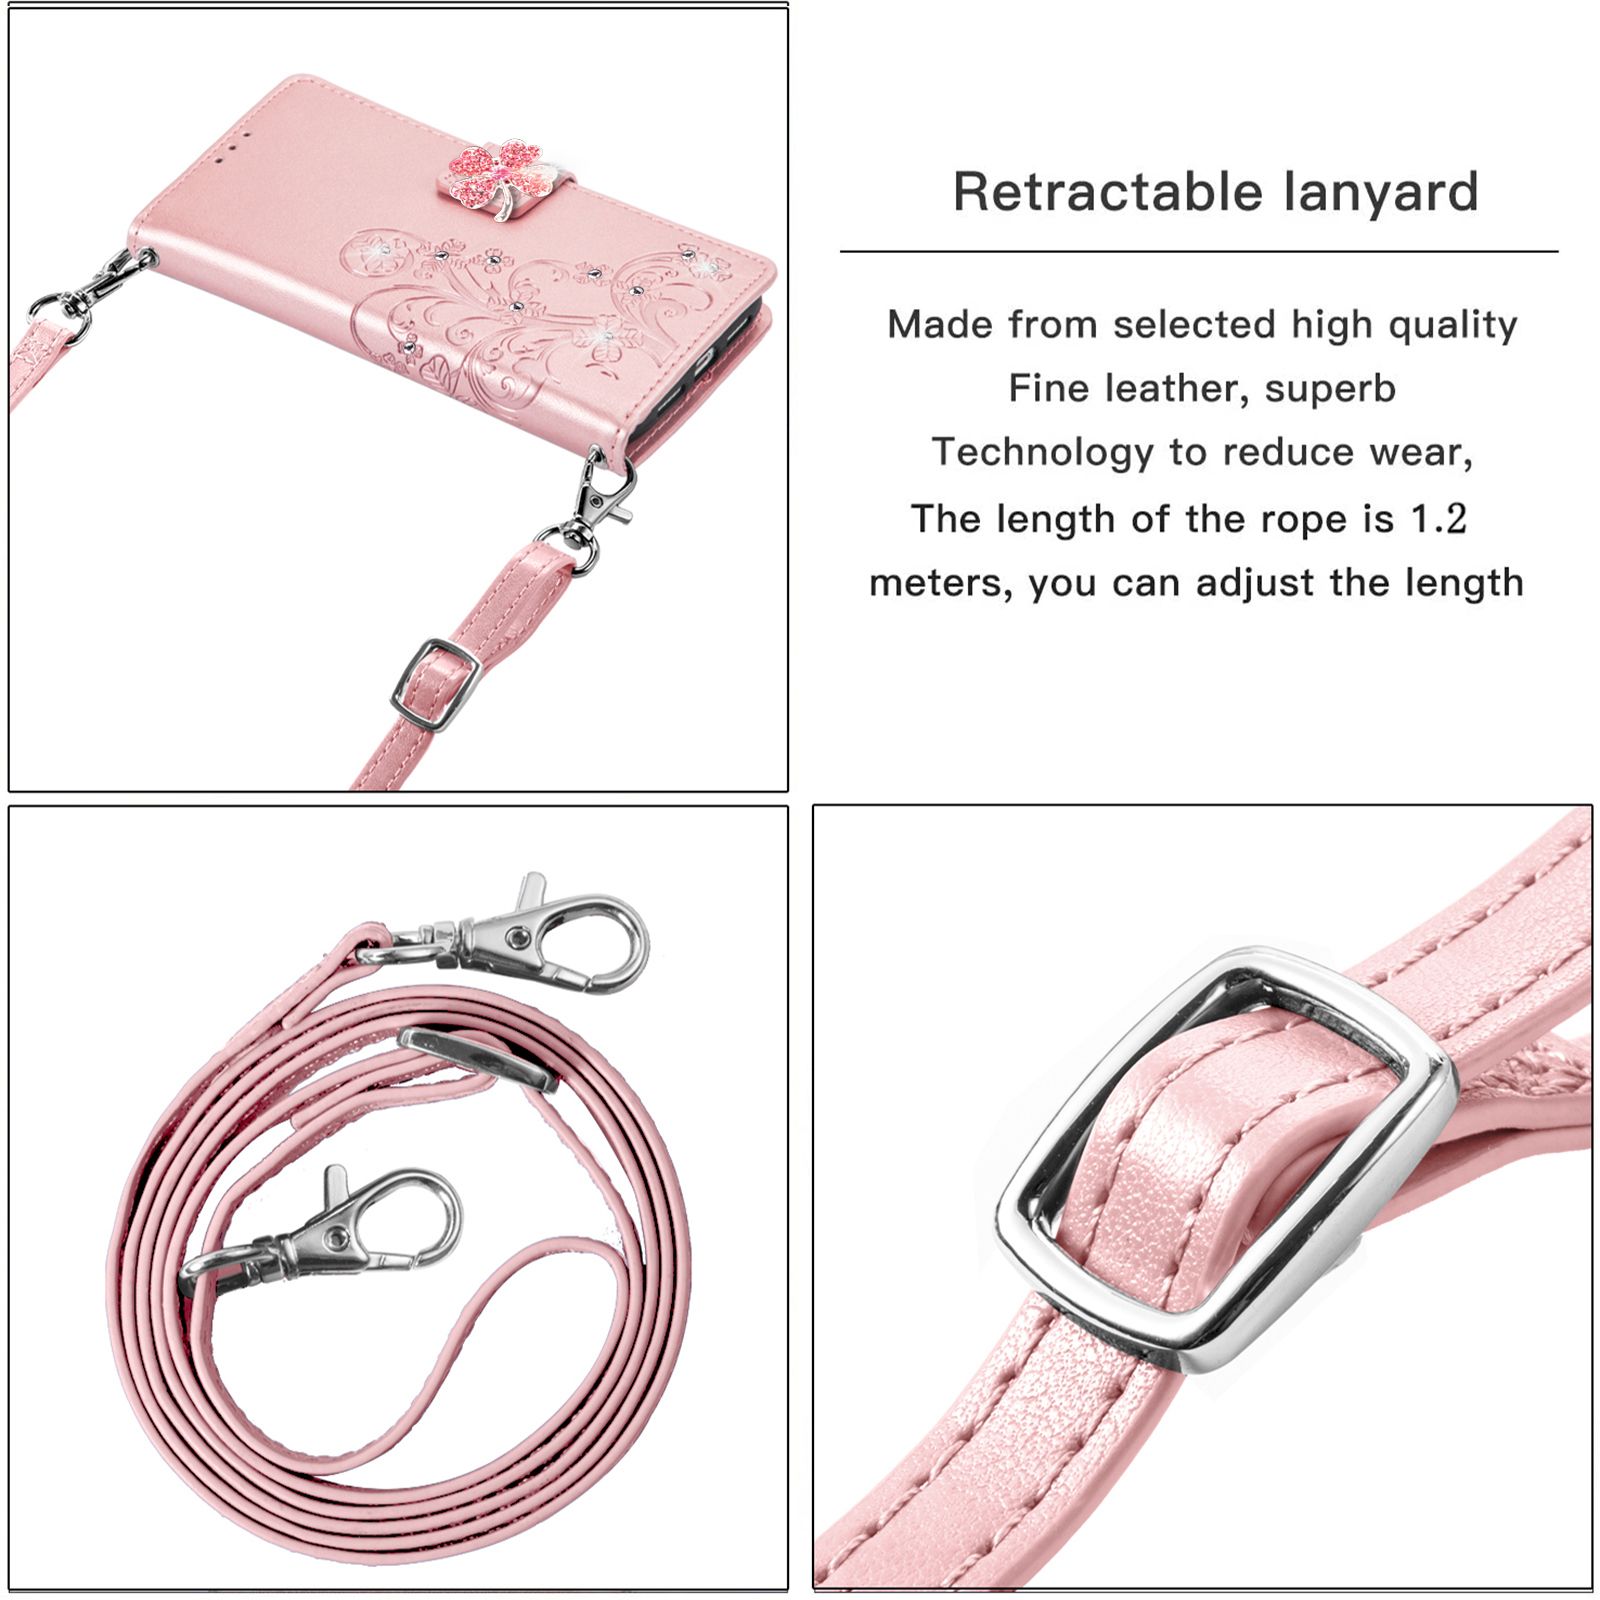 Retractable lanyard
Made from selected high quality
Fine leather, superb
Technology to reduce wear,
The length of the rope is 1.2
meters, you can adjust the length